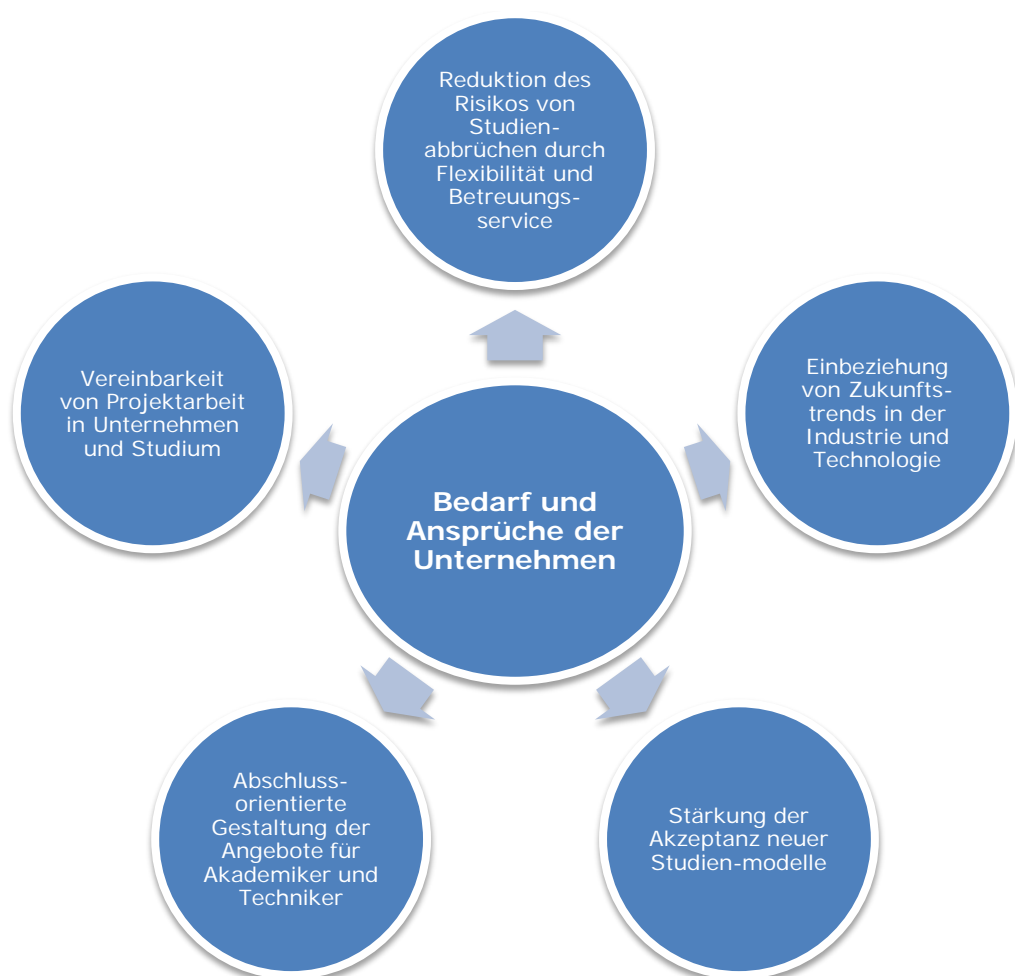 Reduktion des
Risikos von
Studien-
abbrüchen durch
Flexibilität und
Betreuungs-
service
Einbeziehung
von Zukunfts-
trends in der
Industrie und
Technologie
Stärkung der
Akzeptanz neuer
Studien-modelle
Abschluss-
orientierte
Gestaltung der
Angebote für
Akademiker und
Techniker
Vereinbarkeit
von Projektarbeit
in Unternehmen
und Studium
Bedarf und
Ansprüche der
Unternehmen